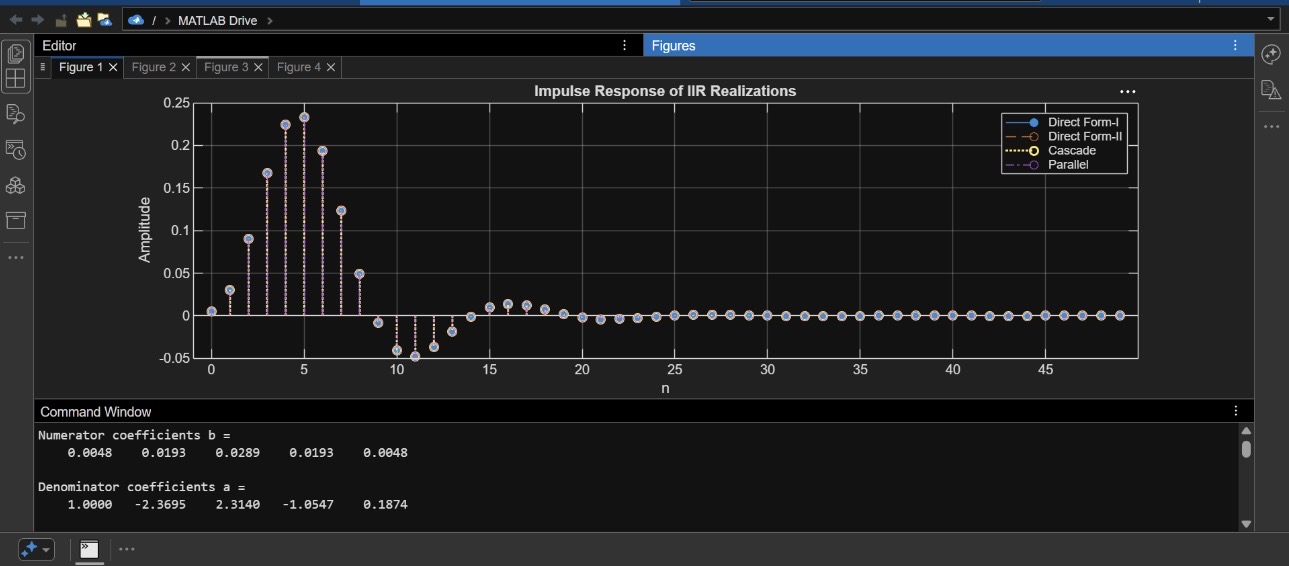 / > MATLAB Drive >
Editor
Figures
Figure 1 × Figure 2 × Figure 3 × Figure 4 ×
Impulse Response of IIR Realizations
0.25
0.2
0.15
0.1
0.05
0
-0.05
Amplitude
Direct Form-I
Direct Form-II
Cascade
Parallel
0 5 10 15 20 25 30 35 40 45
n
Command Window
Numerator coefficients b =
0.0048 0.0193 0.0289 0.0193 0.0048
Denominator coefficients a =
1.0000 -2.3695 2.3140 -1.0547 0.1874